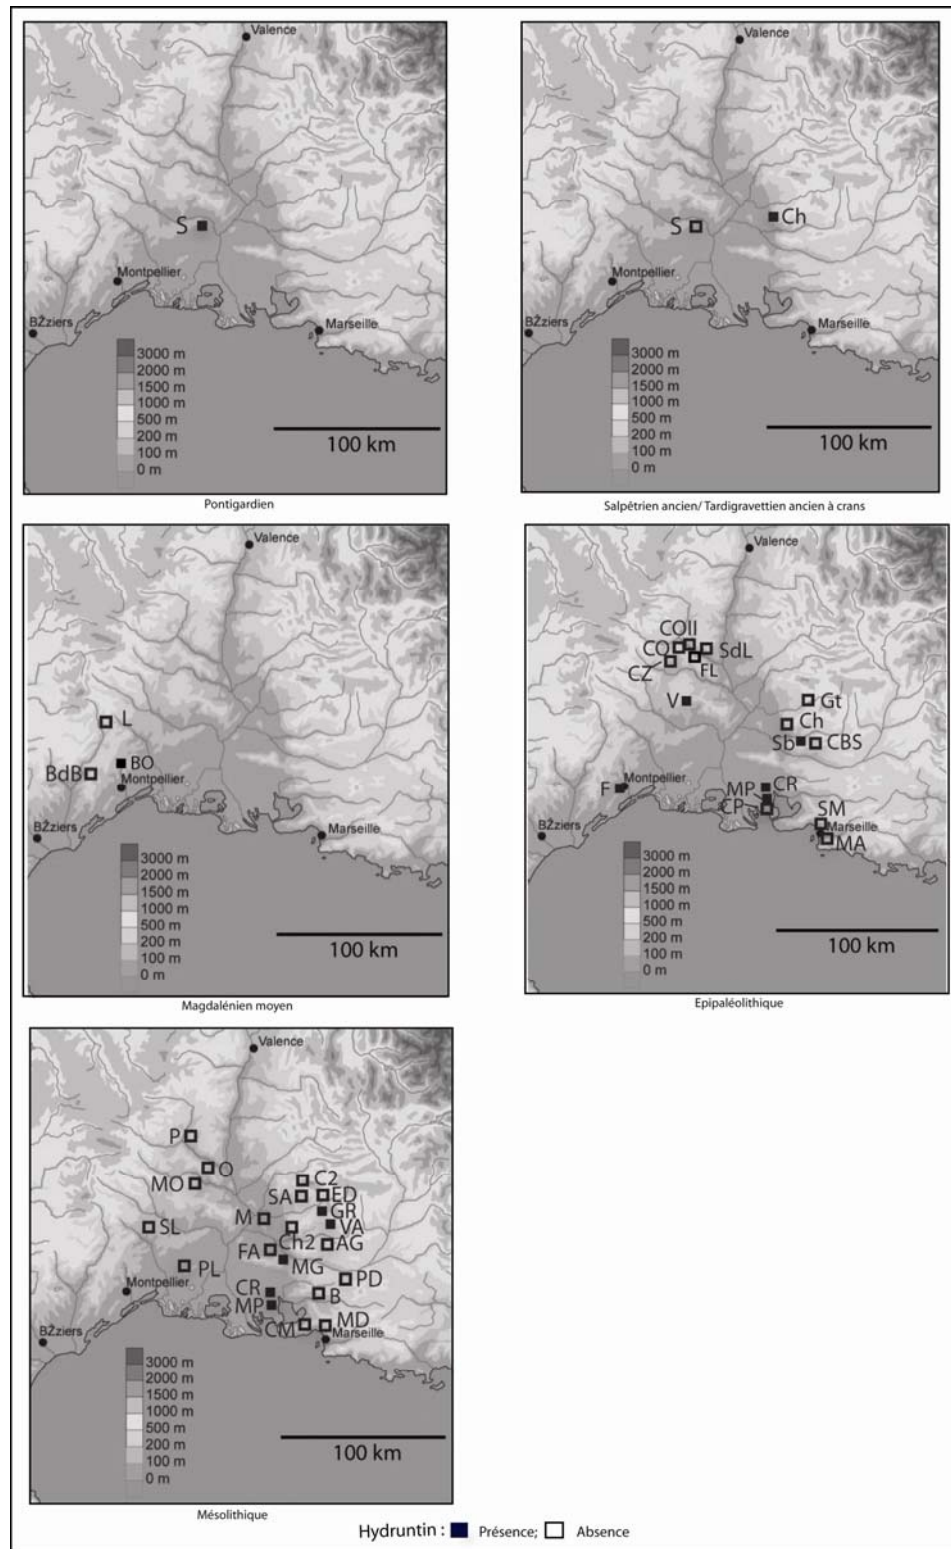 Valence
S
Montpellier
BŽziers
Marseille
3000 m
2000 m
1500 m
1000 m
500 m
200 m
100 m
0 m
100 km
Pontigardien
Valence
S
Ch
Montpellier
BŽziers
Marseille
3000 m
2000 m
1500 m
1000 m
500 m
200 m
100 m
0 m
100 km
Salpêtrien ancien/ Tardigravettien ancien à crans
Valence
L
BO
BdB
Montpellier
BŽziers
Marseille
3000 m
2000 m
1500 m
1000 m
500 m
200 m
100 m
0 m
100 km
Magdalénien moyen
Valence
COII
CO
SdL
CZ
FL
V
Gt
Ch
Sb
CBS
Montpellier
F
MP
CR
CP
SM
Marseille
MA
BŽziers
3000 m
2000 m
1500 m
1000 m
500 m
200 m
100 m
0 m
100 km
Epipaléolithique
Valence
P
O
MO
C2
SA
ED
GR
M
VA
SL
Ch2
AG
FA
MG
PL
PD
Montpellier
CR
B
MP
CM
MD
Marseille
BŽziers
3000 m
2000 m
1500 m
1000 m
500 m
200 m
100 m
0 m
100 km
Mésolithique
Hydruntin : Présence; Absence